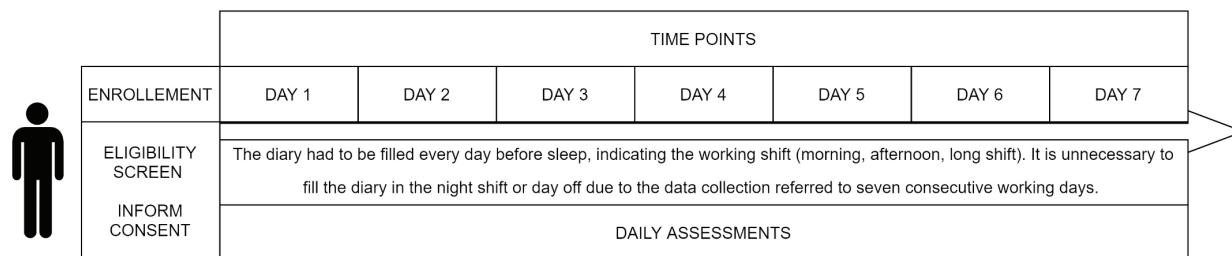 TIME POINTS
ENROLLEMENT DAY 1 DAY 2 DAY 3 DAY 4 DAY 5 DAY 6 DAY 7
ELIGIBILITY
SCREEN
INFORM
CONSENT
The diary had to be filled every day before sleep, indicating the working shift (morning, afternoon, long shift). It is unnecessary to
fill the diary in the night shift or day off due to the data collection referred to seven consecutive working days.
DAILY ASSESSMENTS